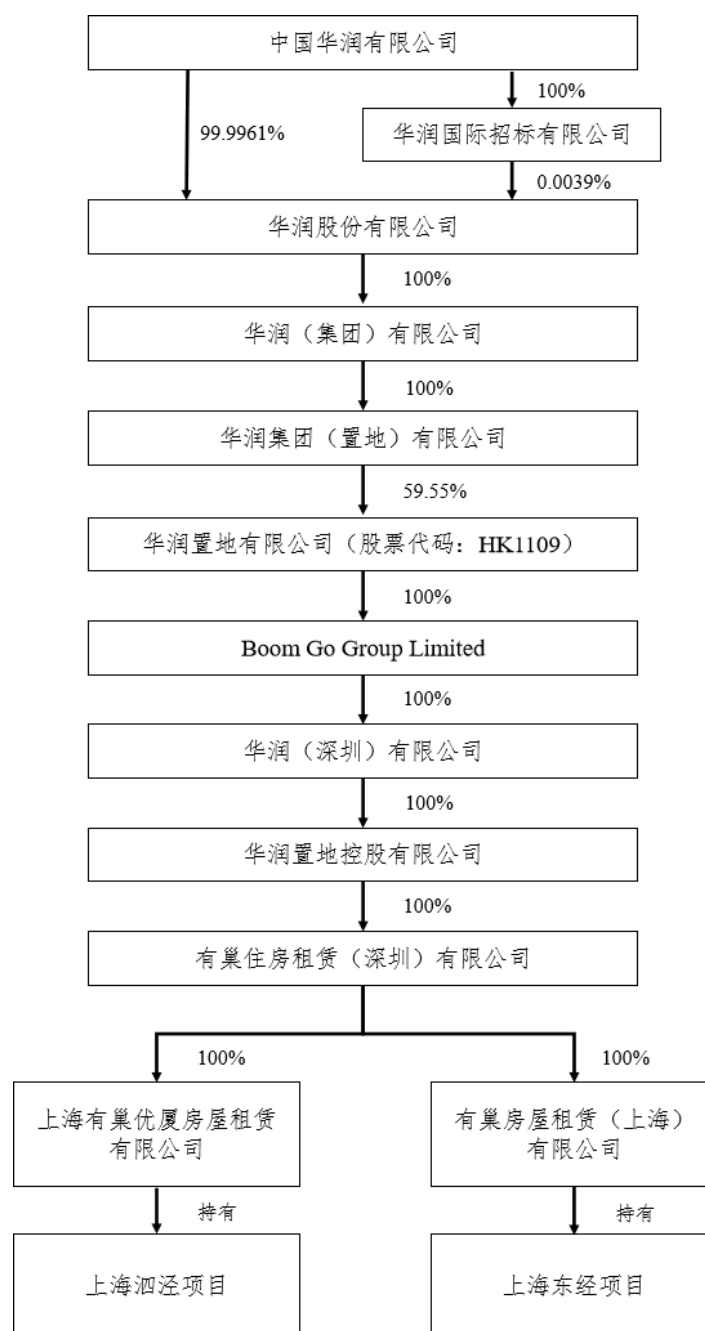 中国华润有限公司
100%
99.9961%
华润国际招标有限公司
0.0039%
华润股份有限公司
100%
华润（集团）有限公司
100%
华润集团（置地）有限公司
59.55%
华润置地有限公司（股票代码：HK1109）
100%
Boom Go Group Limited
100%
华润（深圳）有限公司
100%
华润置地控股有限公司
100%
有巢住房租赁（深圳）有限公司
100%
100%
上海有巢优厦房屋租赁
有限公司
有巢房屋租赁（上海）
有限公司
持有
持有
上海泗泾项目
上海东经项目